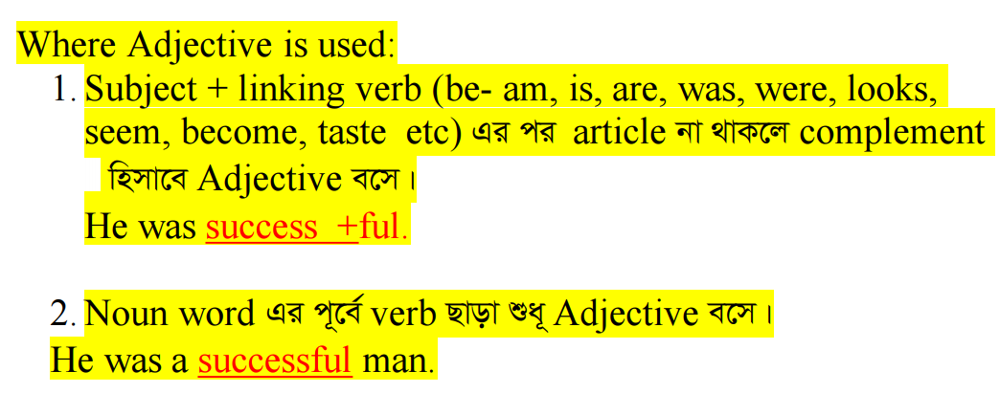 Where Adjective is used:
1. Subject + linking verb (be- am, is, are, was, were, looks,
seem, become, taste etc) এর পর article না থাকলে complement
হিসাবে Adjective বসে।
He was success +ful.
2. Noun word এর পূর্বে verb ছাড়া শুধু Adjective বসে।
He was a successful man.